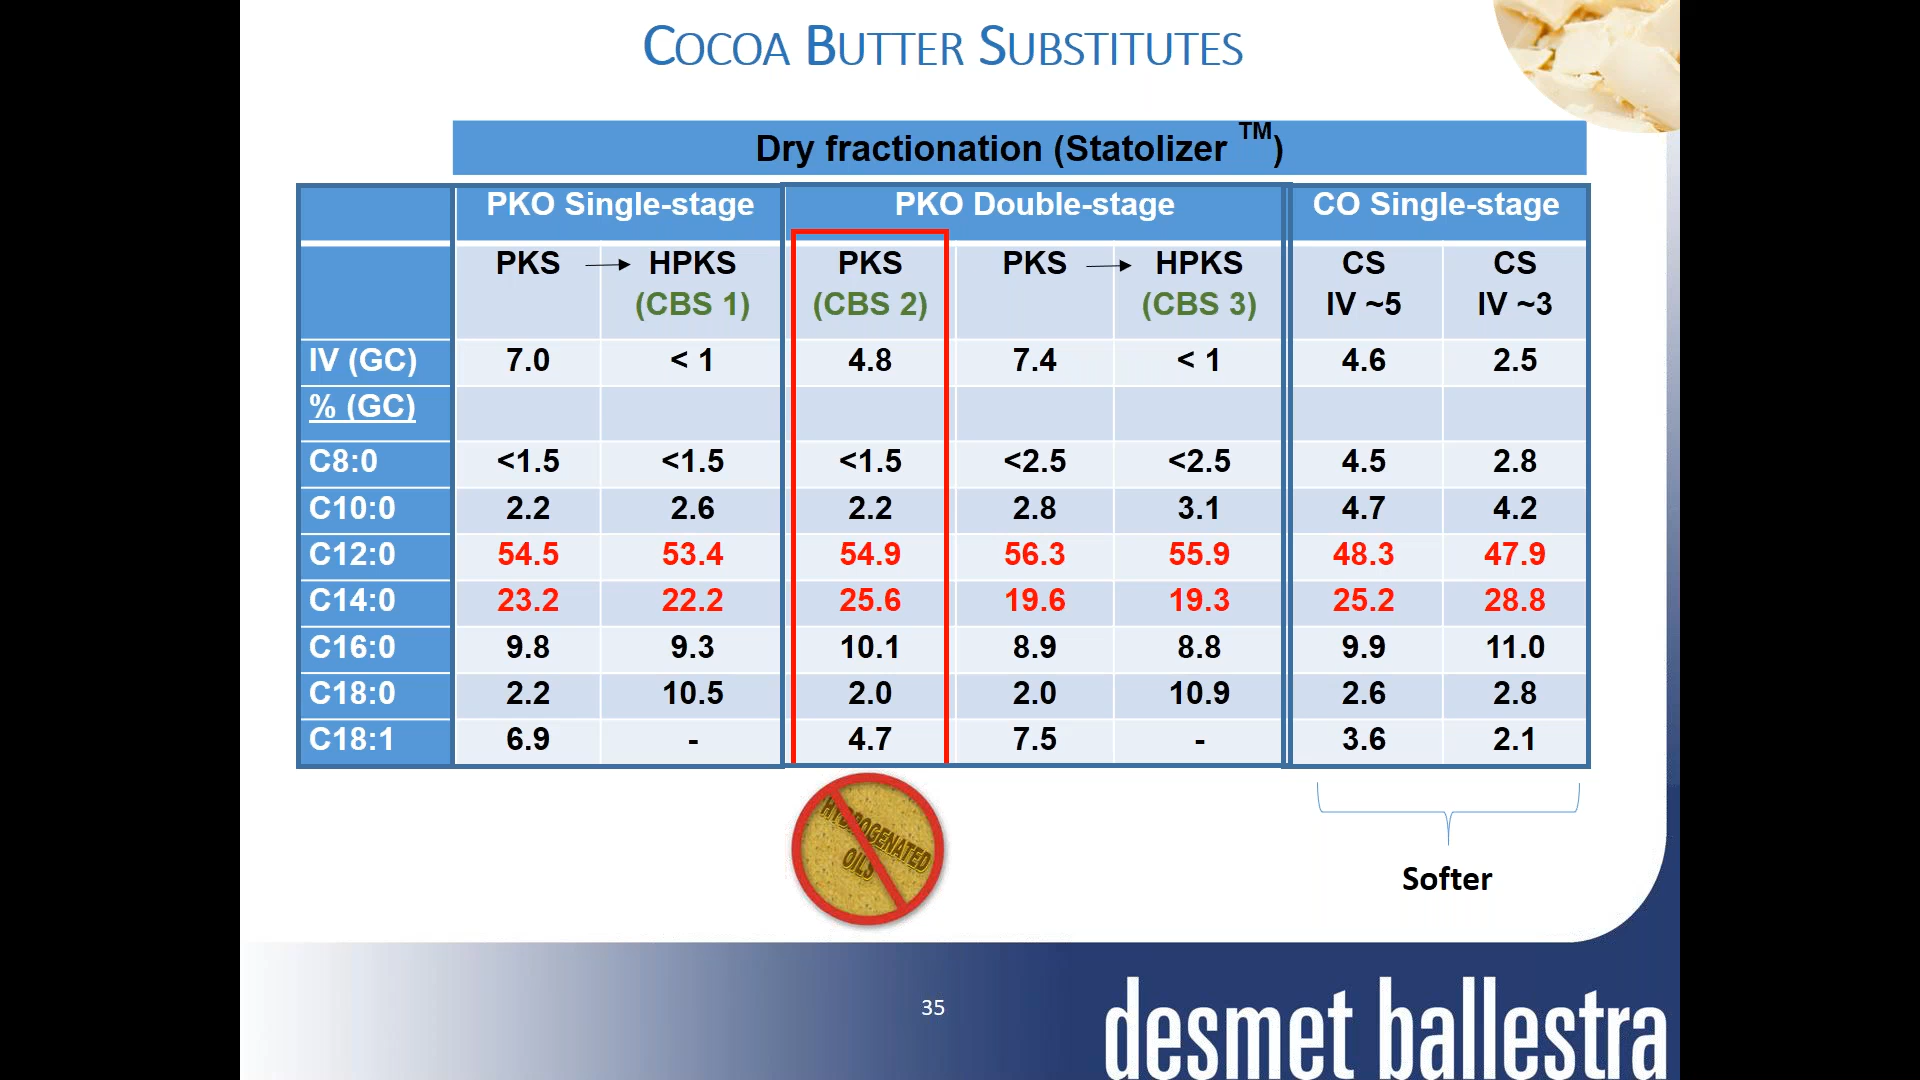 COCOA BUTTER SUBSTITUTES
Dry fractionation (Statolizer ™)
PKO Single-stage PKO Double-stage CO Single-stage
PKS → HPKS PKS PKS → HPKS CS CS
(CBS 1) (CBS 2) (CBS 3) IV ~5 IV ~3
IV (GC) 7.0 < 1 4.8 7.4 < 1 4.6 2.5
% (GC)
C8:0 <1.5 <1.5 <1.5 <2.5 <2.5 4.5 2.8
C10:0 2.2 2.6 2.2 2.8 3.1 4.7 4.2
C12:0 54.5 53.4 54.9 56.3 55.9 48.3 47.9
C14:0 23.2 22.2 25.6 19.6 19.3 25.2 28.8
C16:0 9.8 9.3 10.1 8.9 8.8 9.9 11.0
C18:0 2.2 10.5 2.0 2.0 10.9 2.6 2.8
C18:1 6.9 - 4.7 7.5 - 3.6 2.1
HYDROGENATED
OILS
Softer
35
desmet ballestra